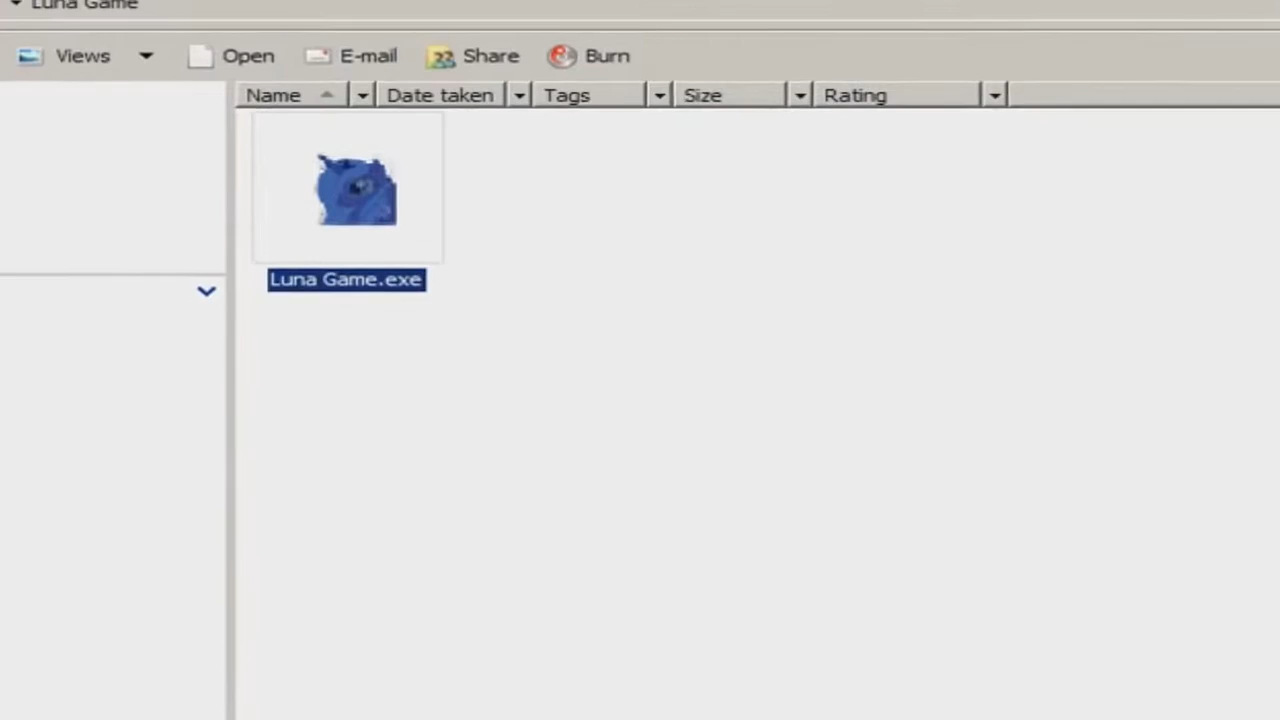 Luna Game
Views Open E-mail Share Burn
Name Date taken Tags Size Rating
Luna Game.exe